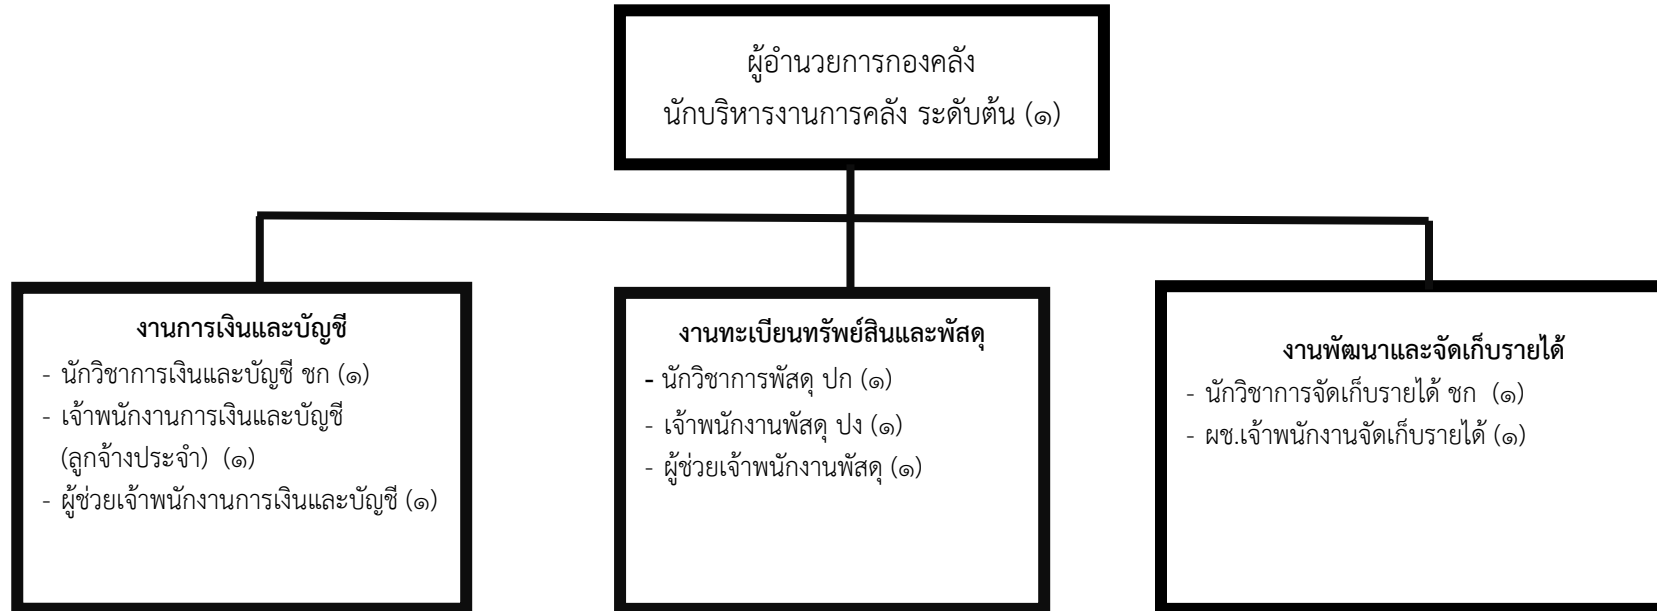 ผู้อำนวยการกองคลัง
นักบริหารงานการคลัง ระดับต้น (๑)
งานการเงินและบัญชี
- นักวิชาการเงินและบัญชี ชก (๑)
- เจ้าพนักงานการเงินและบัญชี
(ลูกจ้างประจำ) (๑)
- ผู้ช่วยเจ้าพนักงานการเงินและบัญชี (๑)
งานทะเบียนทรัพย์สินและพัสดุ
- นักวิชาการพัสดุ ปก (๑)
- เจ้าพนักงานพัสดุ ปง (๑)
- ผู้ช่วยเจ้าพนักงานพัสดุ (๑)
งานพัฒนาและจัดเก็บรายได้
- นักวิชาการจัดเก็บรายได้ ชก (๑)
- ผช.เจ้าพนักงานจัดเก็บรายได้ (๑)